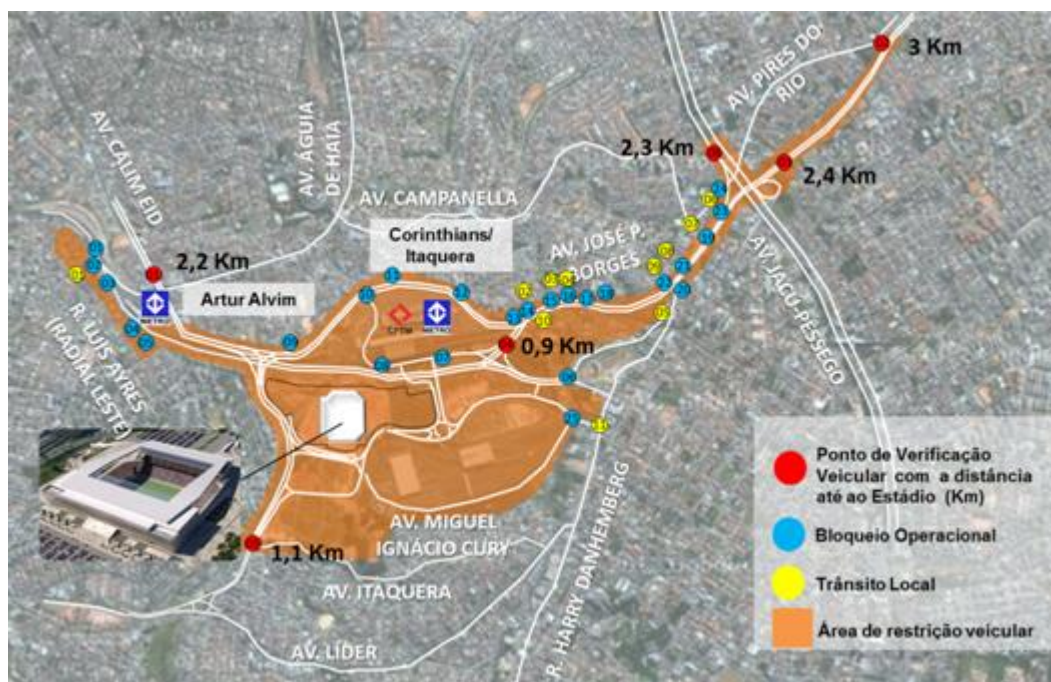 3 Km
AV. PIRES DO
RIO
2,3 Km
2,4 Km
AV. CALIM EID
AV. ÁGUIA
DE HAIA
AV. CAMPANELLA
Corinthians/
Itaquera
AV. JOSÉ P.
BORGES
AV. JACU-PESSEGO
2,2 Km
METRO
Artur Alvim
CPTM
METRO
0,9 Km
R. LUIS AYRES
(RADIAL LESTE)
AV. MIGUEL
IGNÁCIO CURY
1,1 Km
AV. ITAQUERA
AV. LÍDER
R. HARRY DANHEMBERG
Ponto de Verificação
Veicular com a distância
até ao Estádio (Km)
Bloqueio Operacional
Trânsito Local
Área de restrição veicular